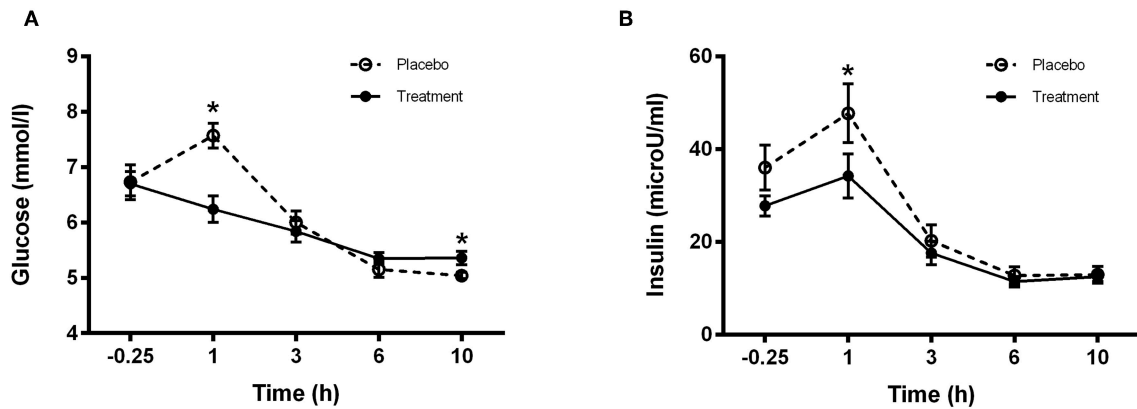 A
Glucose (mmol/l)
9
8
7
6
5
4
*
*
Placebo
Treatment
-0.25 1 3 6 10
Time (h)
B
Insulin (microU/ml)
60
40
20
0
*
Placebo
Treatment
-0.25 1 3 6 10
Time (h)